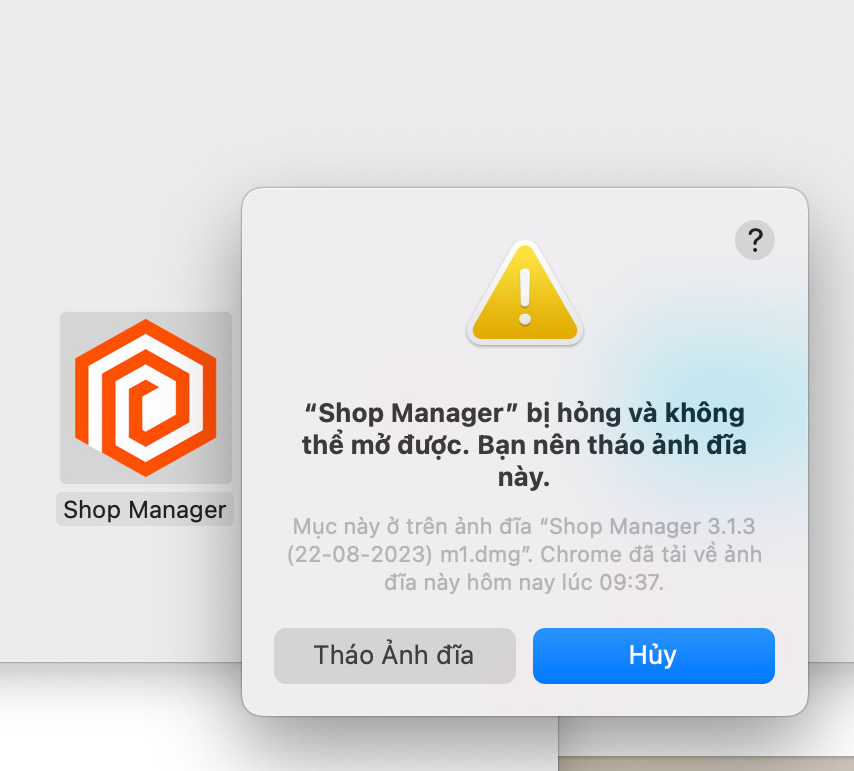 ?
“Shop Manager” bị hỏng và không
thể mở được. Bạn nên tháo ảnh đĩa
này.
Shop Manager
Mục này ở trên ảnh đĩa “Shop Manager 3.1.3
(22-08-2023) m1.dmg”. Chrome đã tải về ảnh
đĩa này hôm nay lúc 09:37.
Tháo Ảnh đĩa
Hủy